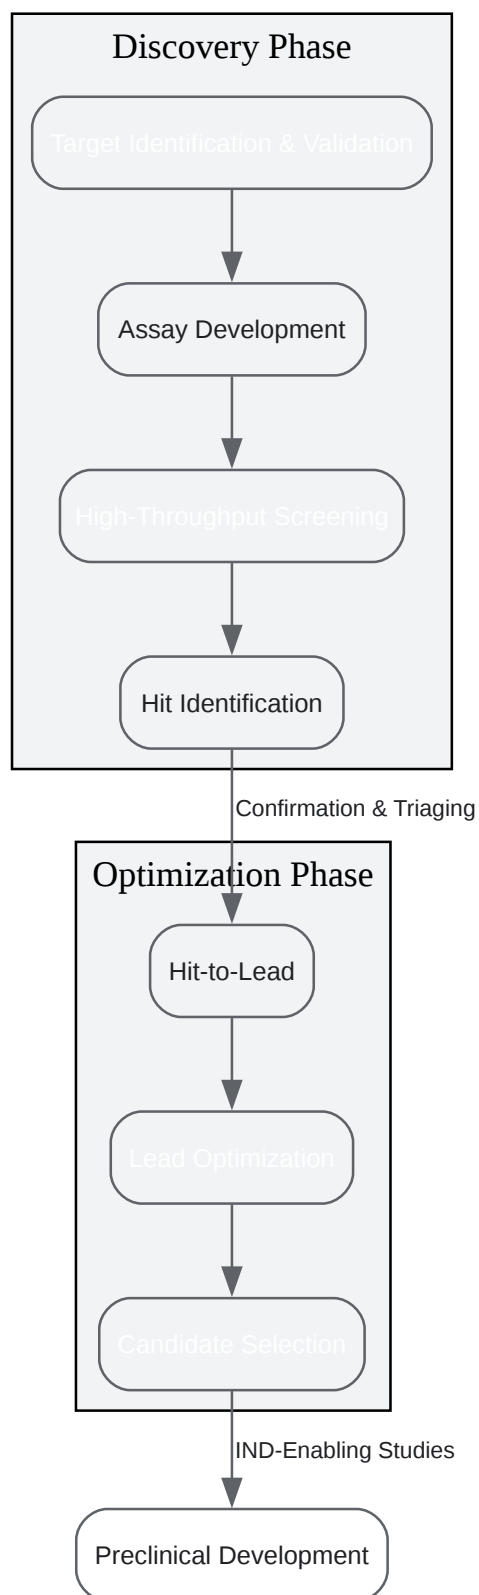 Discovery Phase
Target Identification & Validation
Assay Development
High-Throughput Screening
Hit Identification
Confirmation & Triaging
Optimization Phase
Hit-to-Lead
Lead Optimization
Candidate Selection
IND-Enabling Studies
Preclinical Development